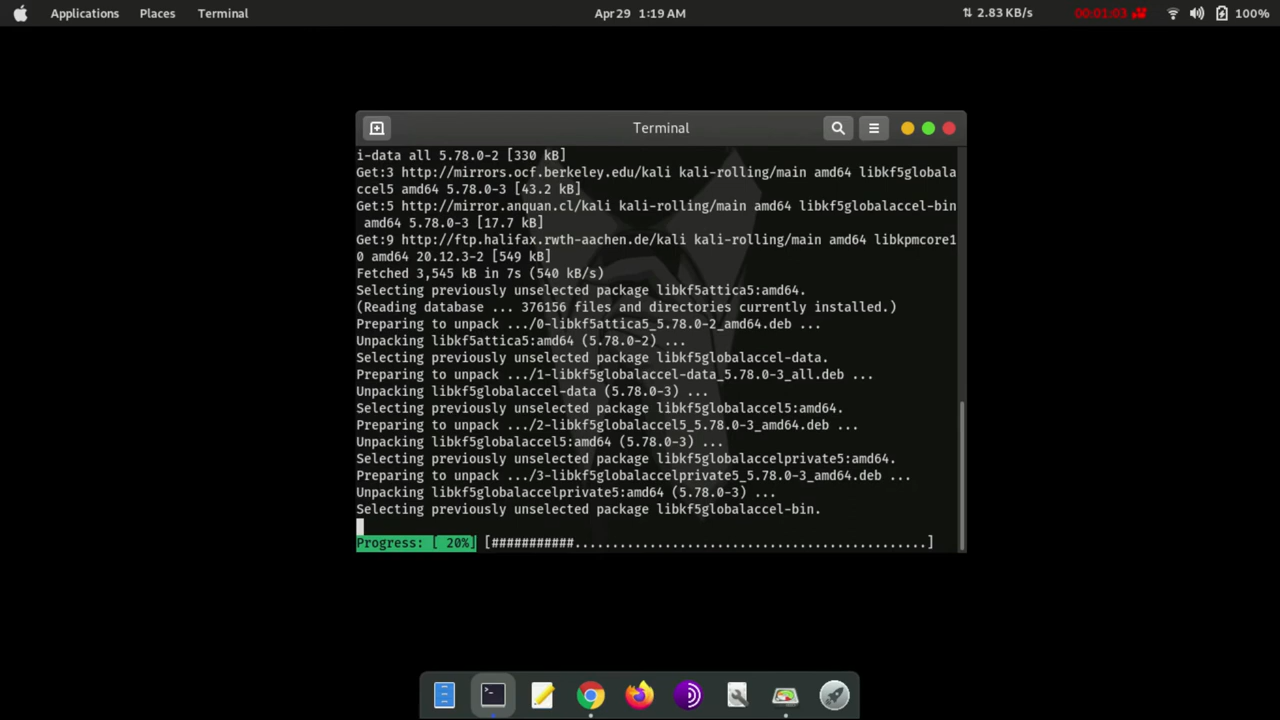 Applications Places Terminal Apr 29 1:19 AM 2.83 KB/s 00:01:03 100%
Terminal
i-data all 5.78.0-2 [330 kB]
Get:3 http://mirrors.ocf.berkeley.edu/kali kali-rolling/main amd64 libkf5globala
ccel5 amd64 5.78.0-3 [43.2 kB]
Get:5 http://mirror.anquan.cl/kali kali-rolling/main amd64 libkf5globalaccel-bin
 amd64 5.78.0-3 [17.7 kB]
Get:9 http://ftp.halifax.rwth-aachen.de/kali kali-rolling/main amd64 libkpmcore1
0 amd64 20.12.3-2 [549 kB]
Fetched 3,545 kB in 7s (540 kB/s)
Selecting previously unselected package libkf5attica5:amd64.
(Reading database ... 376156 files and directories currently installed.)
Preparing to unpack .../0-libkf5attica5_5.78.0-2_amd64.deb ...
Unpacking libkf5attica5:amd64 (5.78.0-2) ...
Selecting previously unselected package libkf5globalaccel-data.
Preparing to unpack .../1-libkf5globalaccel-data_5.78.0-3_all.deb ...
Unpacking libkf5globalaccel-data (5.78.0-3) ...
Selecting previously unselected package libkf5globalaccel5:amd64.
Preparing to unpack .../2-libkf5globalaccel5_5.78.0-3_amd64.deb ...
Unpacking libkf5globalaccel5:amd64 (5.78.0-3) ...
Selecting previously unselected package libkf5globalaccelprivate5:amd64.
Preparing to unpack .../3-libkf5globalaccelprivate5_5.78.0-3_amd64.deb ...
Unpacking libkf5globalaccelprivate5:amd64 (5.78.0-3) ...
Selecting previously unselected package libkf5globalaccel-bin.
Progress: [ 20%] [###########...............................................]